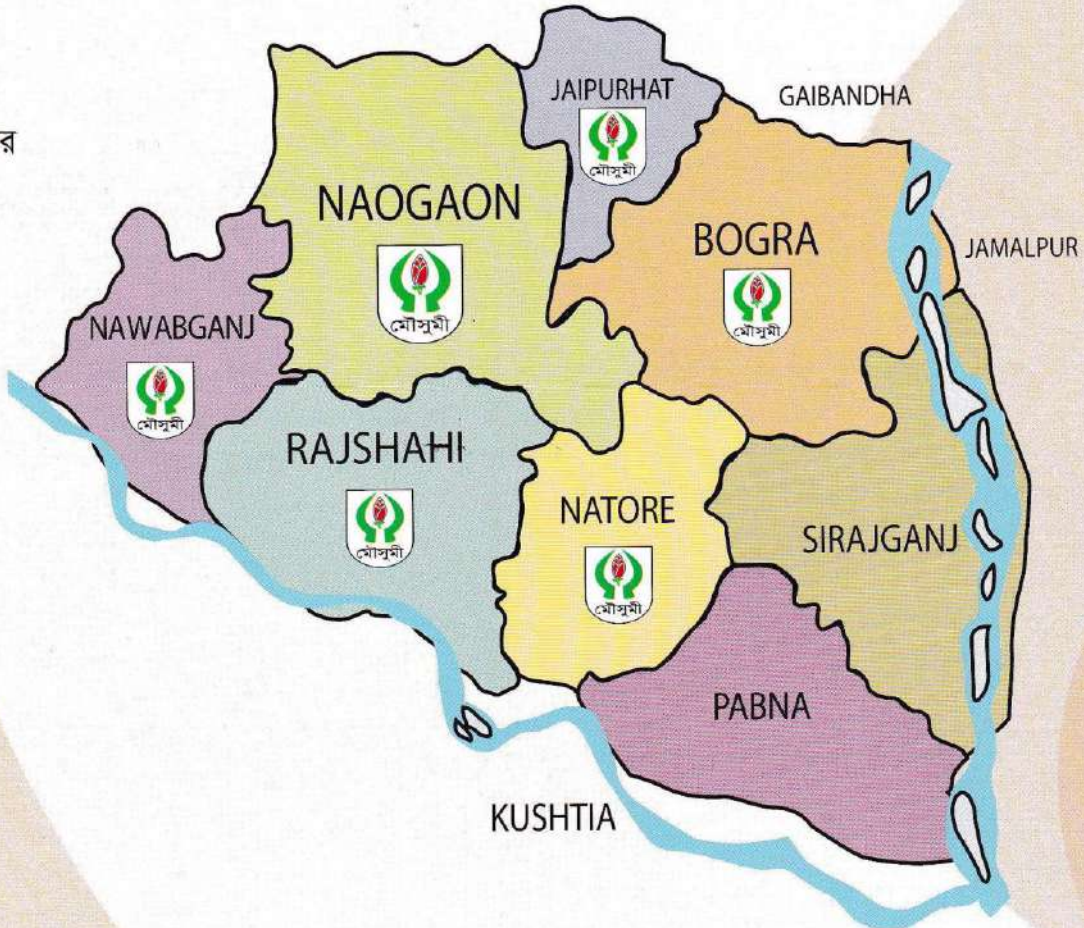 র
JAIPURHAT
মৌসুমী
GAIBANDHA
NAOGAON
মৌসুমী
BOGRA
মৌসুমী
JAMALPUR
NAWABGANJ
মৌসুমী
RAJSHAHI
মৌসুমী
NATORE
মৌসুমী
SIRAJGANJ
PABNA
KUSHTIA